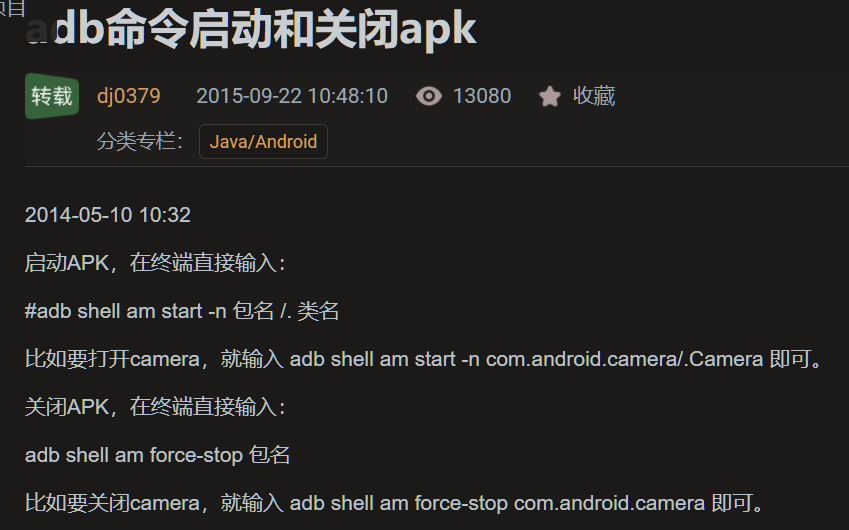 项目
adb命令启动和关闭apk
转载 dj0379 2015-09-22 10:48:10 13080 收藏
分类专栏： Java/Android
2014-05-10 10:32
启动APK，在终端直接输入：
#adb shell am start -n 包名 /. 类名
比如要打开camera，就输入 adb shell am start -n com.android.camera/.Camera 即可。
关闭APK，在终端直接输入：
adb shell am force-stop 包名
比如要关闭camera，就输入 adb shell am force-stop com.android.camera 即可。